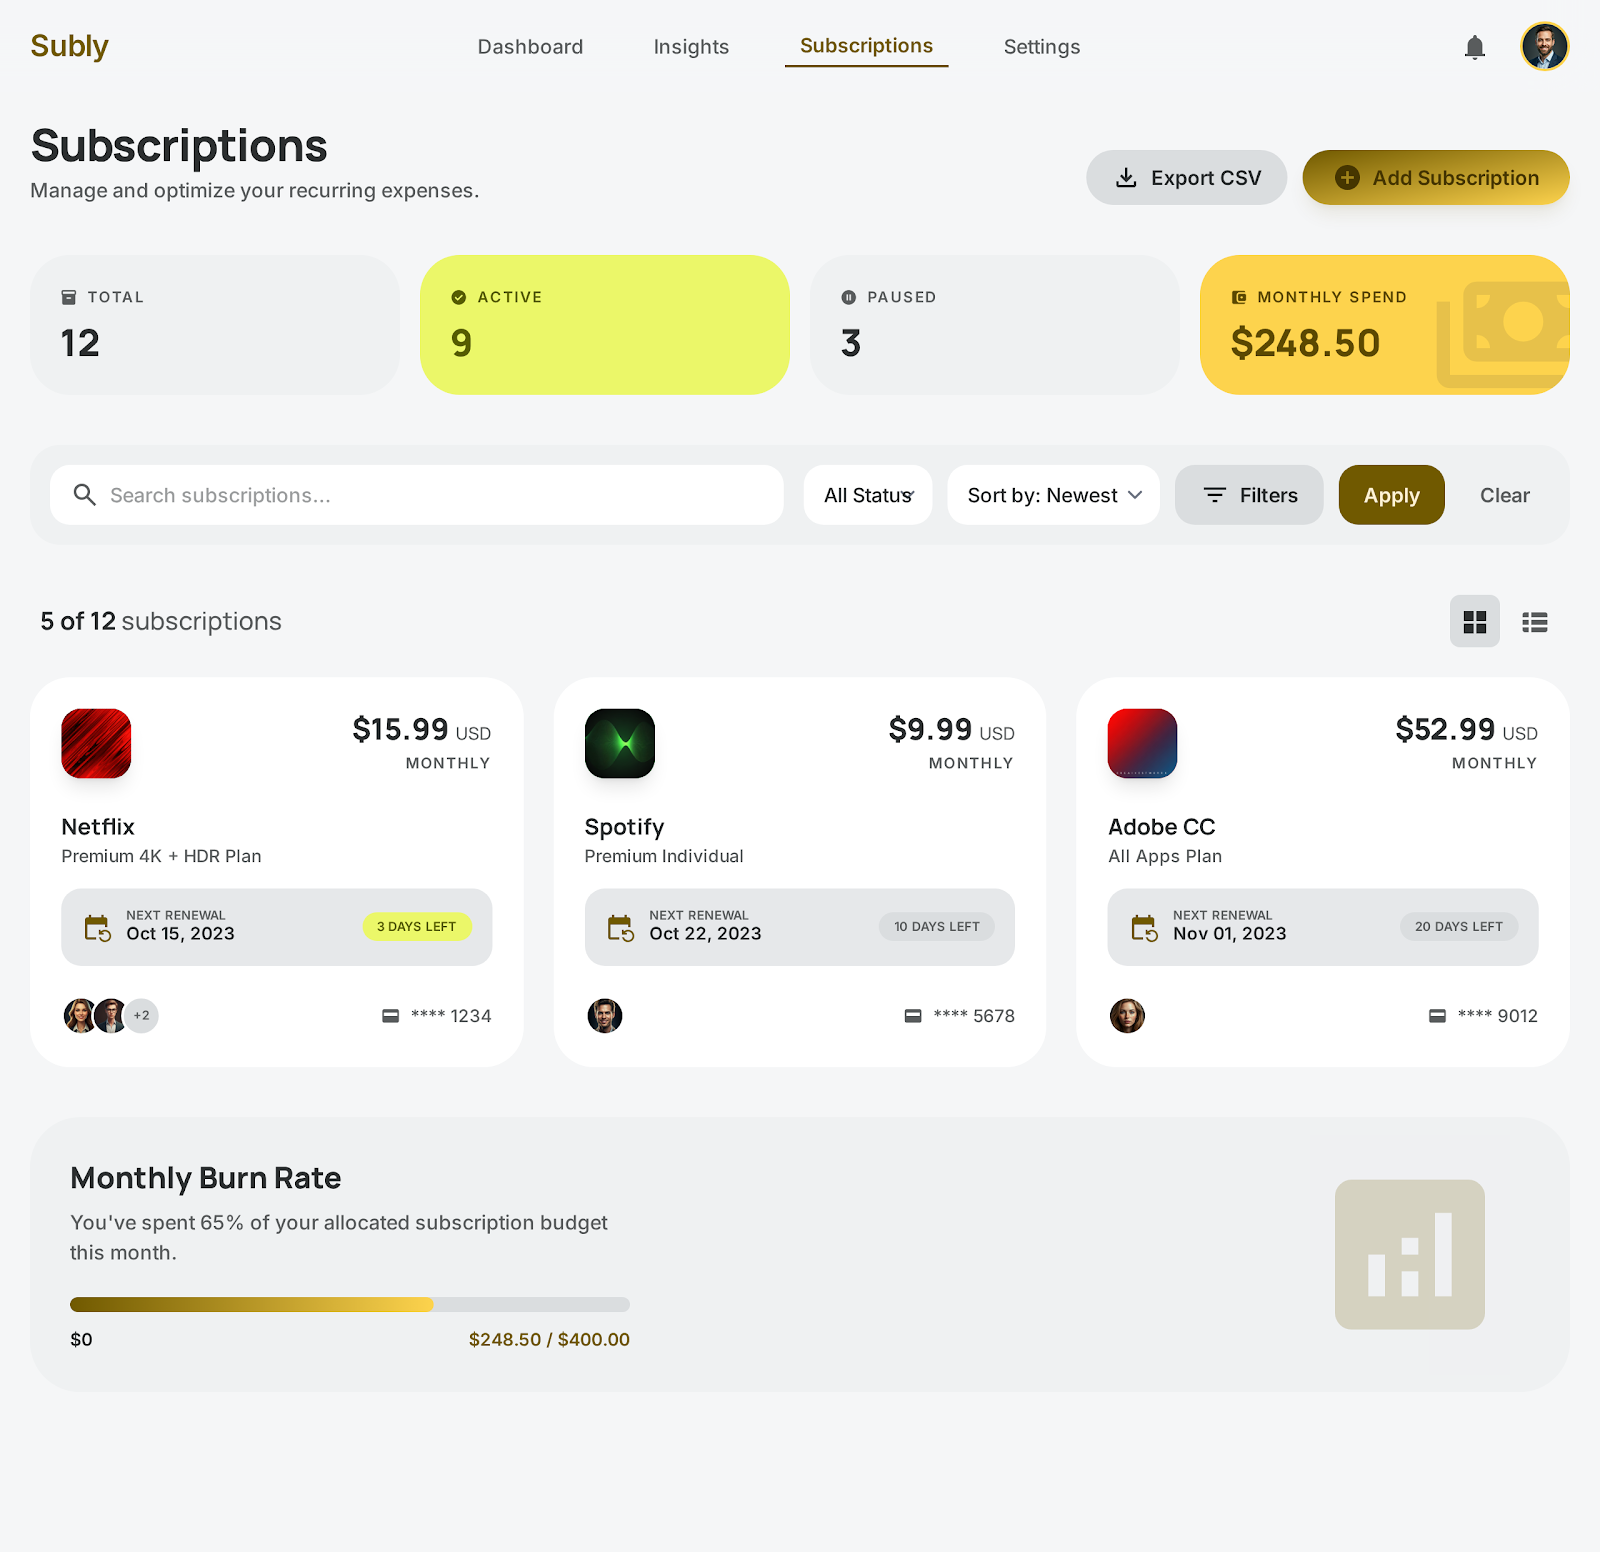 Subly
Dashboard
Insights
Subscriptions
Settings
Subscriptions
Manage and optimize your recurring expenses.
Export CSV
Add Subscription
TOTAL
12
ACTIVE
9
PAUSED
3
MONTHLY SPEND
$248.50
Search subscriptions...
All Status
Sort by: Newest
Filters
Apply
Clear
5 of 12 subscriptions
$15.99 USD
MONTHLY
Netflix
Premium 4K + HDR Plan
NEXT RENEWAL
Oct 15, 2023
3 DAYS LEFT
+2
**** 1234
$9.99 USD
MONTHLY
Spotify
Premium Individual
NEXT RENEWAL
Oct 22, 2023
10 DAYS LEFT
**** 5678
$52.99 USD
MONTHLY
Adobe CC
All Apps Plan
NEXT RENEWAL
Nov 01, 2023
20 DAYS LEFT
**** 9012
Monthly Burn Rate
You've spent 65% of your allocated subscription budget
this month.
$0
$248.50 / $400.00